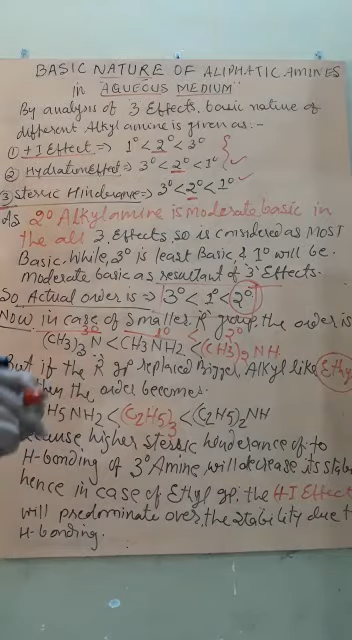 BASIC NATURE OF ALIPHATIC AMINES
in "AQUEOUS MEDIUM"
By analysis of 3 Effects, basic nature of
different Alkyl amine is given as:-
① +I Effect => 1° < 2° < 3°
② Hydration Effect => 3° < 2° < 1°
③ Steric Hinderance => 3° < 2° < 1°
As 2° Alkylamine is moderate basic in
the all 3 Effects, so is considered as Most
Basic. While, 3° is least Basic, & 1° will be
moderate basic as resultant of 3 Effects.
So Actual order is => 3° < 1° < 2°
Now in case of smaller R group, the order is
3° 1° 2°
(CH3)3 N < CH3NH2 < (CH3)2 NH.
But if the R gp replaced Bigger Alkyl like Ethyl
the order becomes.
H5NH2 < (C2H5)3 < (C2H5)2NH
higher steric henderance of to
H-bonding of 3° Amine, will decrease its stab
hence in case of Ethyl gp. the +I Effect
will predominate over the stability due t
H-bonding.